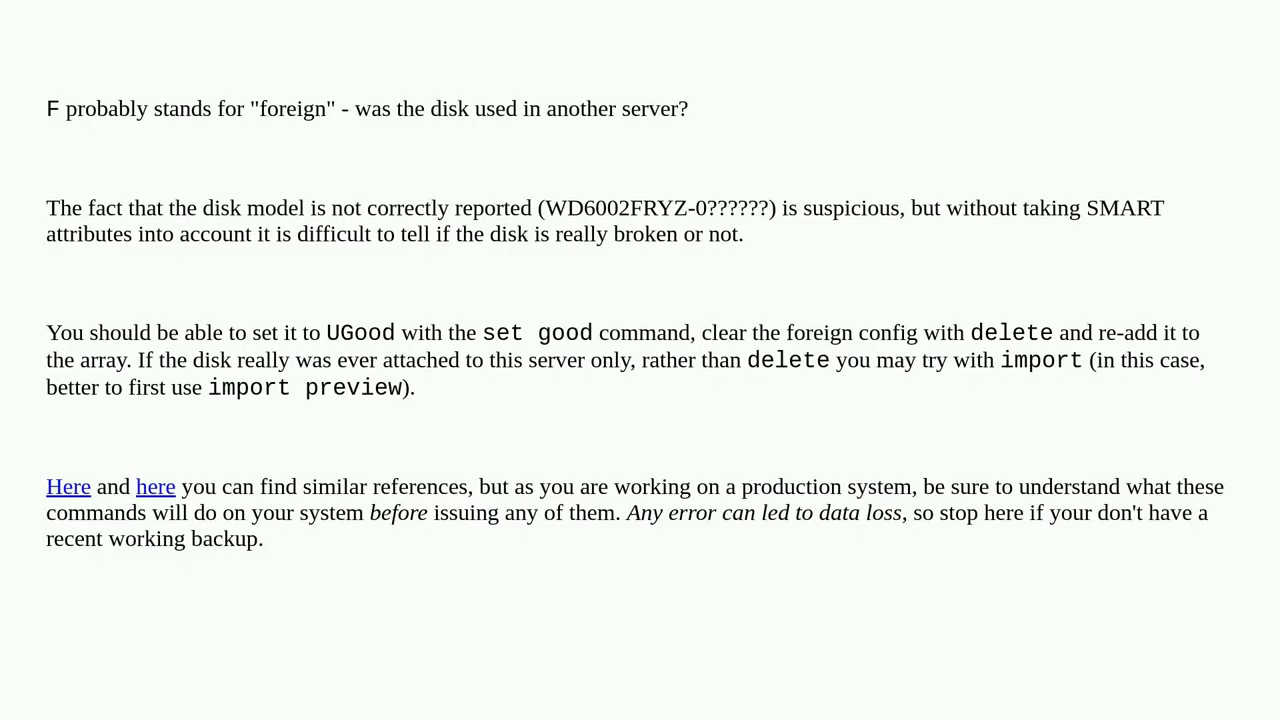 F probably stands for "foreign" - was the disk used in another server?
The fact that the disk model is not correctly reported (WD6002FRYZ-0??????) is suspicious, but without taking SMART
attributes into account it is difficult to tell if the disk is really broken or not.
You should be able to set it to UGood with the set good command, clear the foreign config with delete and re-add it to
the array. If the disk really was ever attached to this server only, rather than delete you may try with import (in this case,
better to first use import preview).
Here and here you can find similar references, but as you are working on a production system, be sure to understand what these
commands will do on your system before issuing any of them. Any error can led to data loss, so stop here if your don't have a
recent working backup.